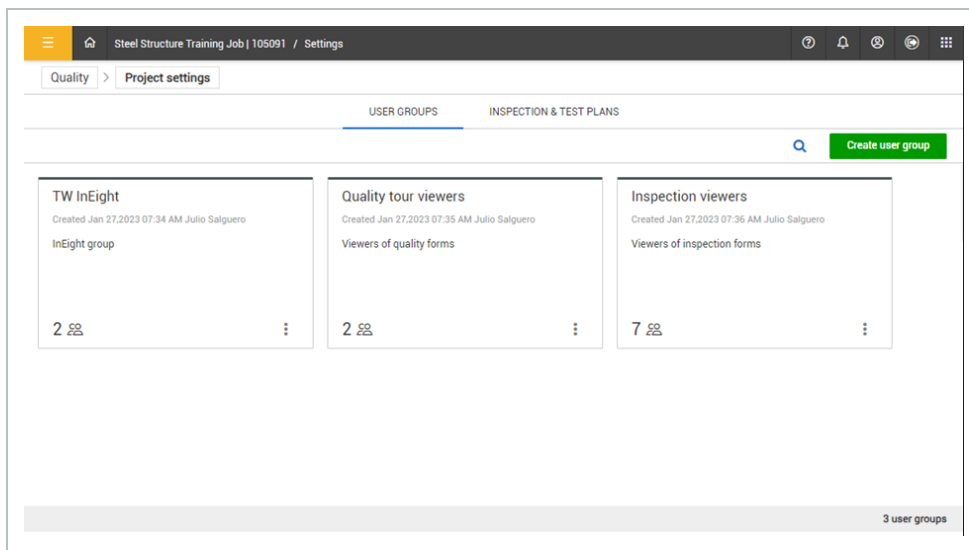 Steel Structure Training Job | 105091 / Settings
Quality > Project settings
USER GROUPS INSPECTION & TEST PLANS
Create user group
TW InEight
Created Jan 27,2023 07:34 AM Julio Salguero
InEight group
2
Quality tour viewers
Created Jan 27,2023 07:35 AM Julio Salguero
Viewers of quality forms
2
Inspection viewers
Created Jan 27,2023 07:36 AM Julio Salguero
Viewers of inspection forms
7
3 user groups